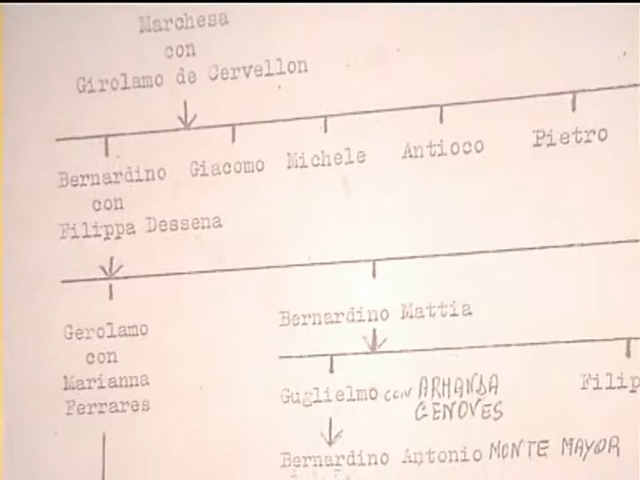 Marchesa
con
Girolamo de Cervellon
Bernardino Giacomo Michele Antioco Pietro
con
Filippa Dessena
Gerolamo
con
Marianna
Ferrares
Bernardino Mattia
Guglielmo con ARMANDA
GENOVES
Filip
Bernardino Antonio MONTE MAYOR